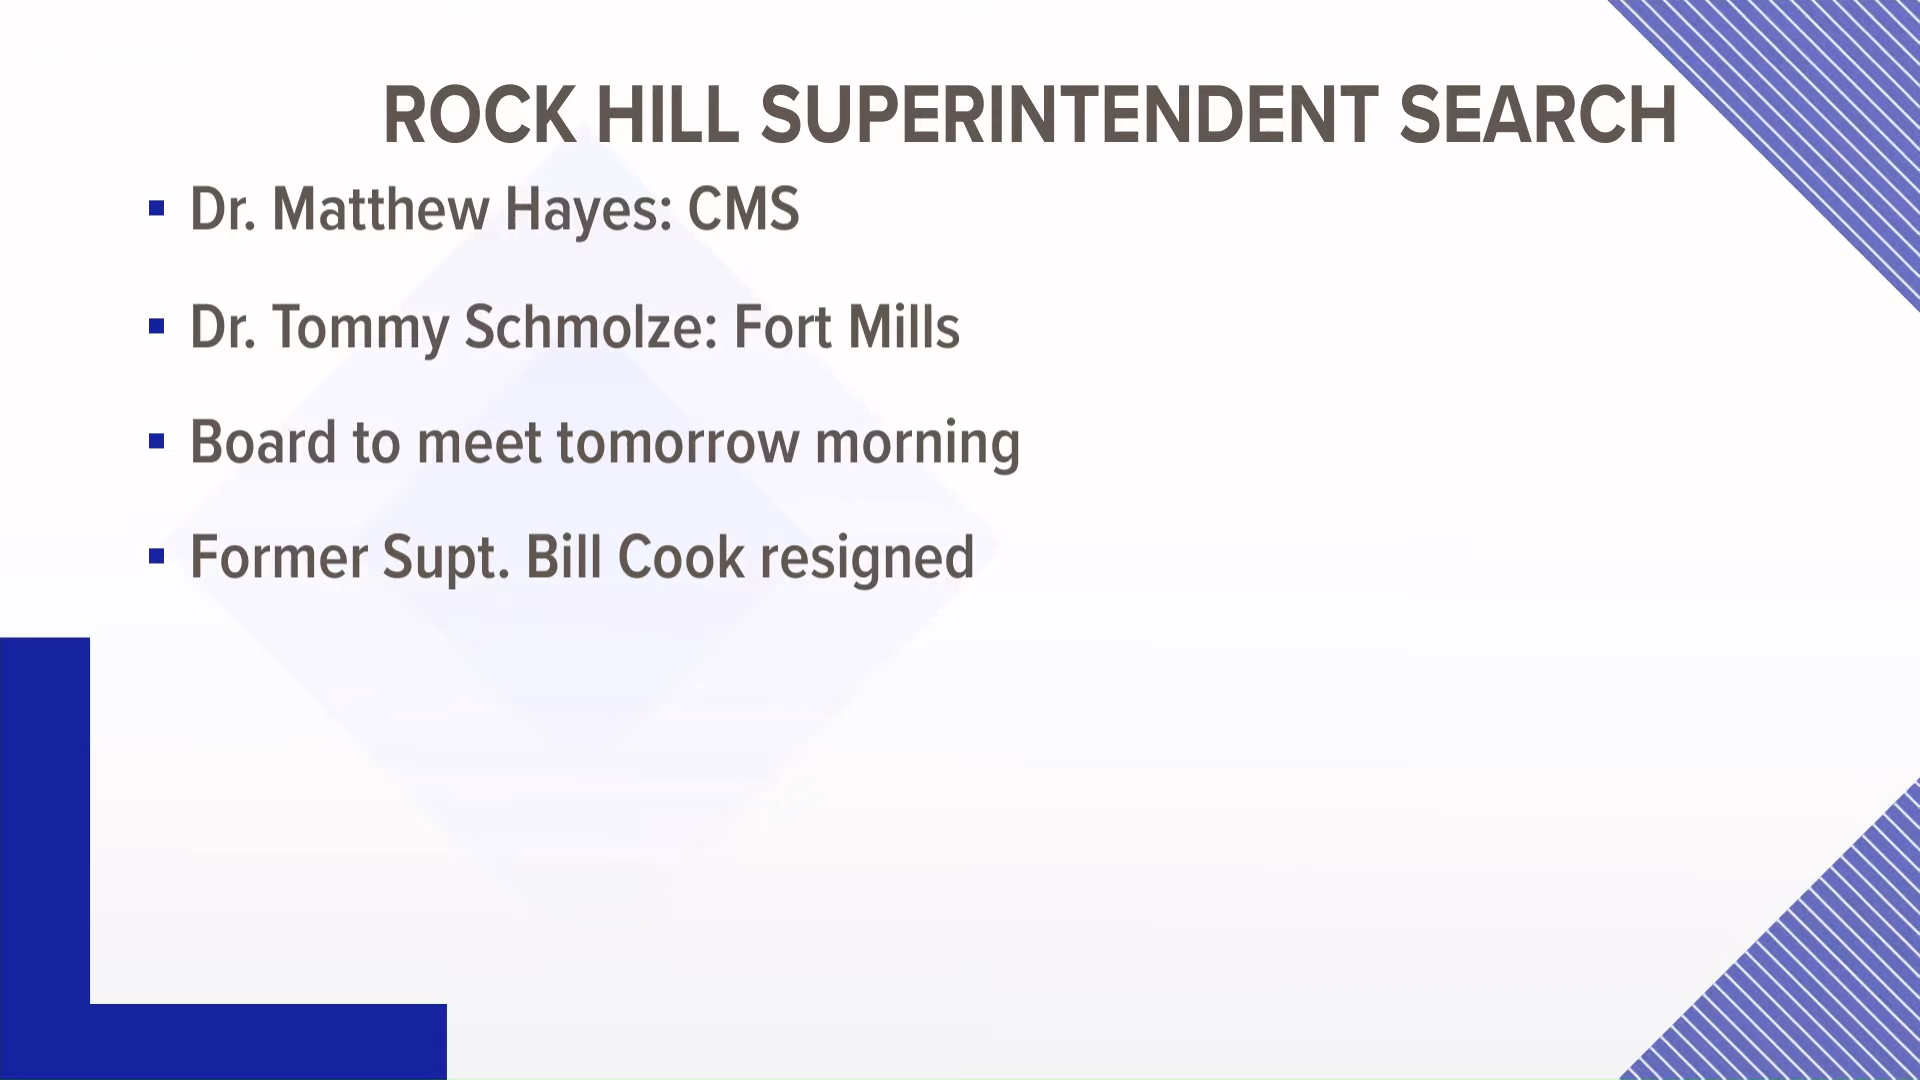 ROCK HILL SUPERINTENDENT SEARCH
▪ Dr. Matthew Hayes: CMS
▪ Dr. Tommy Schmolze: Fort Mills
▪ Board to meet tomorrow morning
▪ Former Supt. Bill Cook resigned